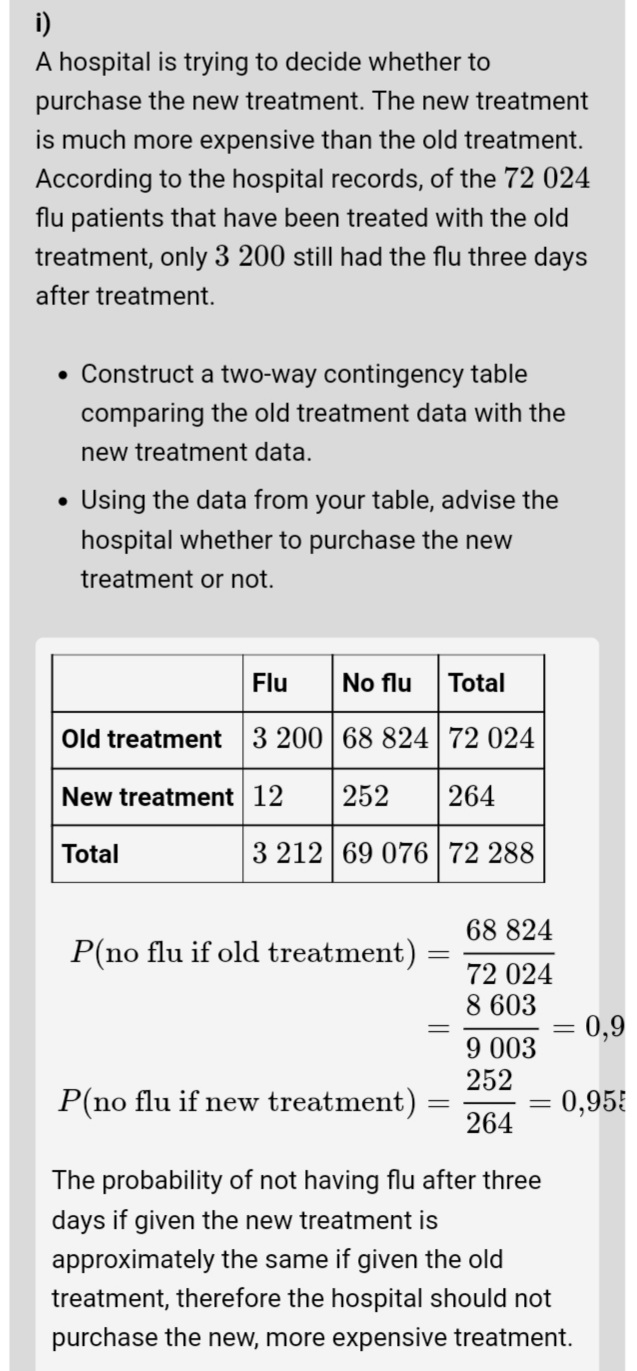 i)
A hospital is trying to decide whether to
purchase the new treatment. The new treatment
is much more expensive than the old treatment.
According to the hospital records, of the 72 024
flu patients that have been treated with the old
treatment, only 3 200 still had the flu three days
after treatment.
• Construct a two-way contingency table
comparing the old treatment data with the
new treatment data.
• Using the data from your table, advise the
hospital whether to purchase the new
treatment or not.
Flu No flu Total
Old treatment 3 200 68 824 72 024
New treatment 12 252 264
Total 3 212 69 076 72 288
P(no flu if old treatment) = 68 824 / 72 024
= 8 603 / 9 003 = 0,9
P(no flu if new treatment) = 252 / 264 = 0,955
The probability of not having flu after three
days if given the new treatment is
approximately the same if given the old
treatment, therefore the hospital should not
purchase the new, more expensive treatment.